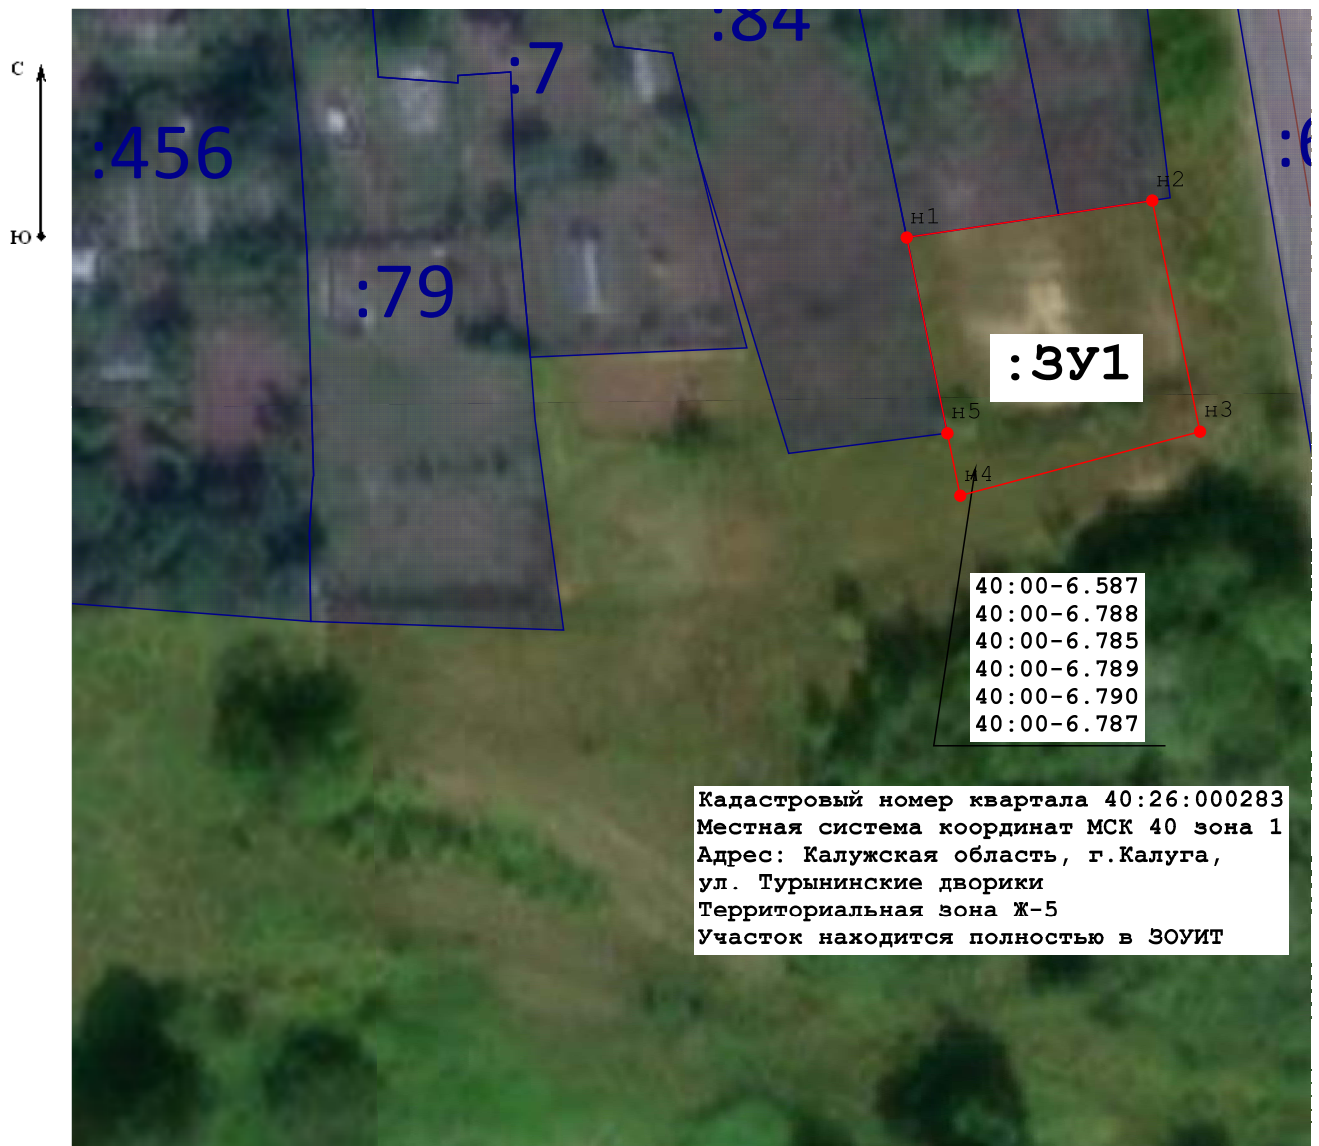 :84
:7
С
:456
:6
н2
н1
Ю
:79
:ЗУ1
н5
н3
н4
40:00-6.587
40:00-6.788
40:00-6.785
40:00-6.789
40:00-6.790
40:00-6.787
Кадастровый номер квартала 40:26:000283
Местная система координат МСК 40 зона 1
Адрес: Калужская область, г.Калуга,
ул. Турынинские дворики
Территориальная зона Ж-5
Участок находится полностью в ЗОУИТ